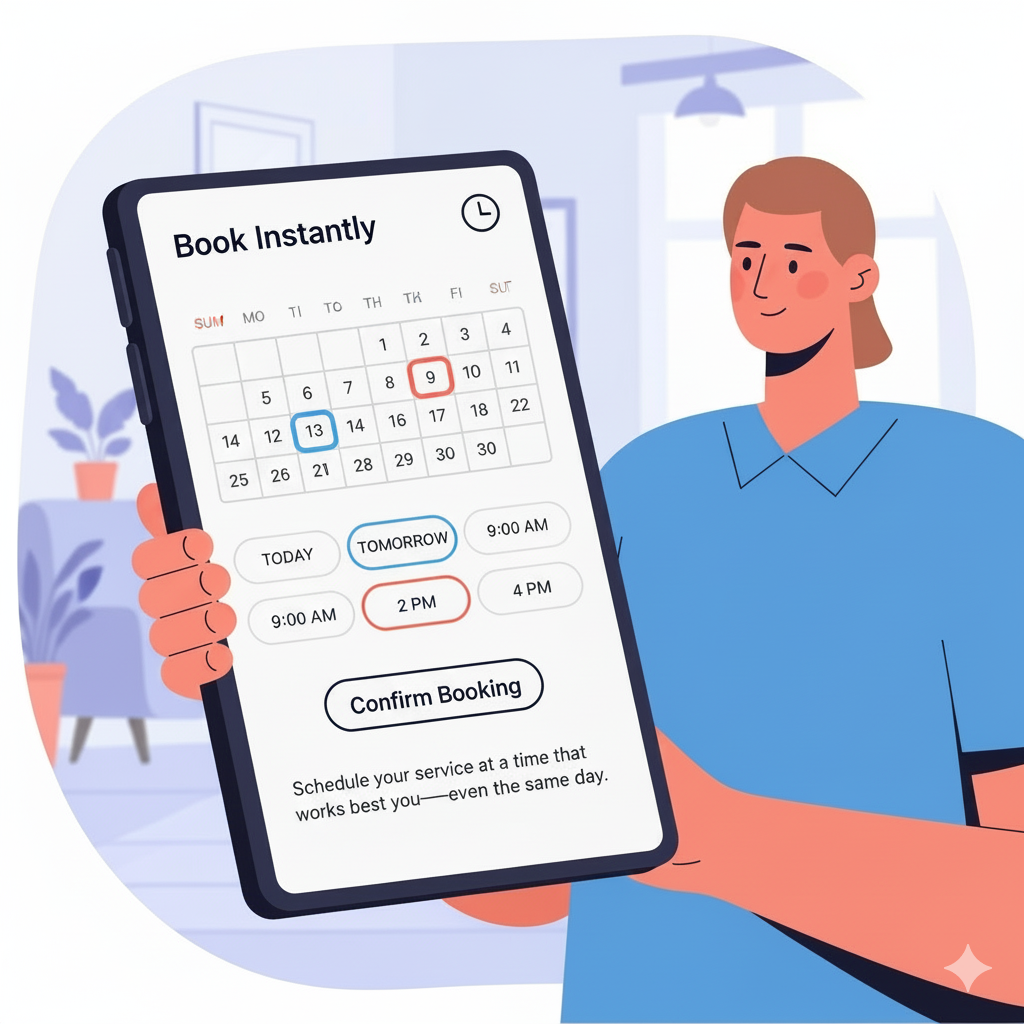 Book Instantly
SUM MO TI TO TH TH FI SUT
1 2 3 4
5 6 7 8 9 10 11
14 12 13 14 16 17 18 22
25 26 21 28 29 30 30
TODAY TOMORROW 9:00 AM
9:00 AM 2 PM 4 PM
Confirm Booking
Schedule your service at a time that
works best you—even the same day.